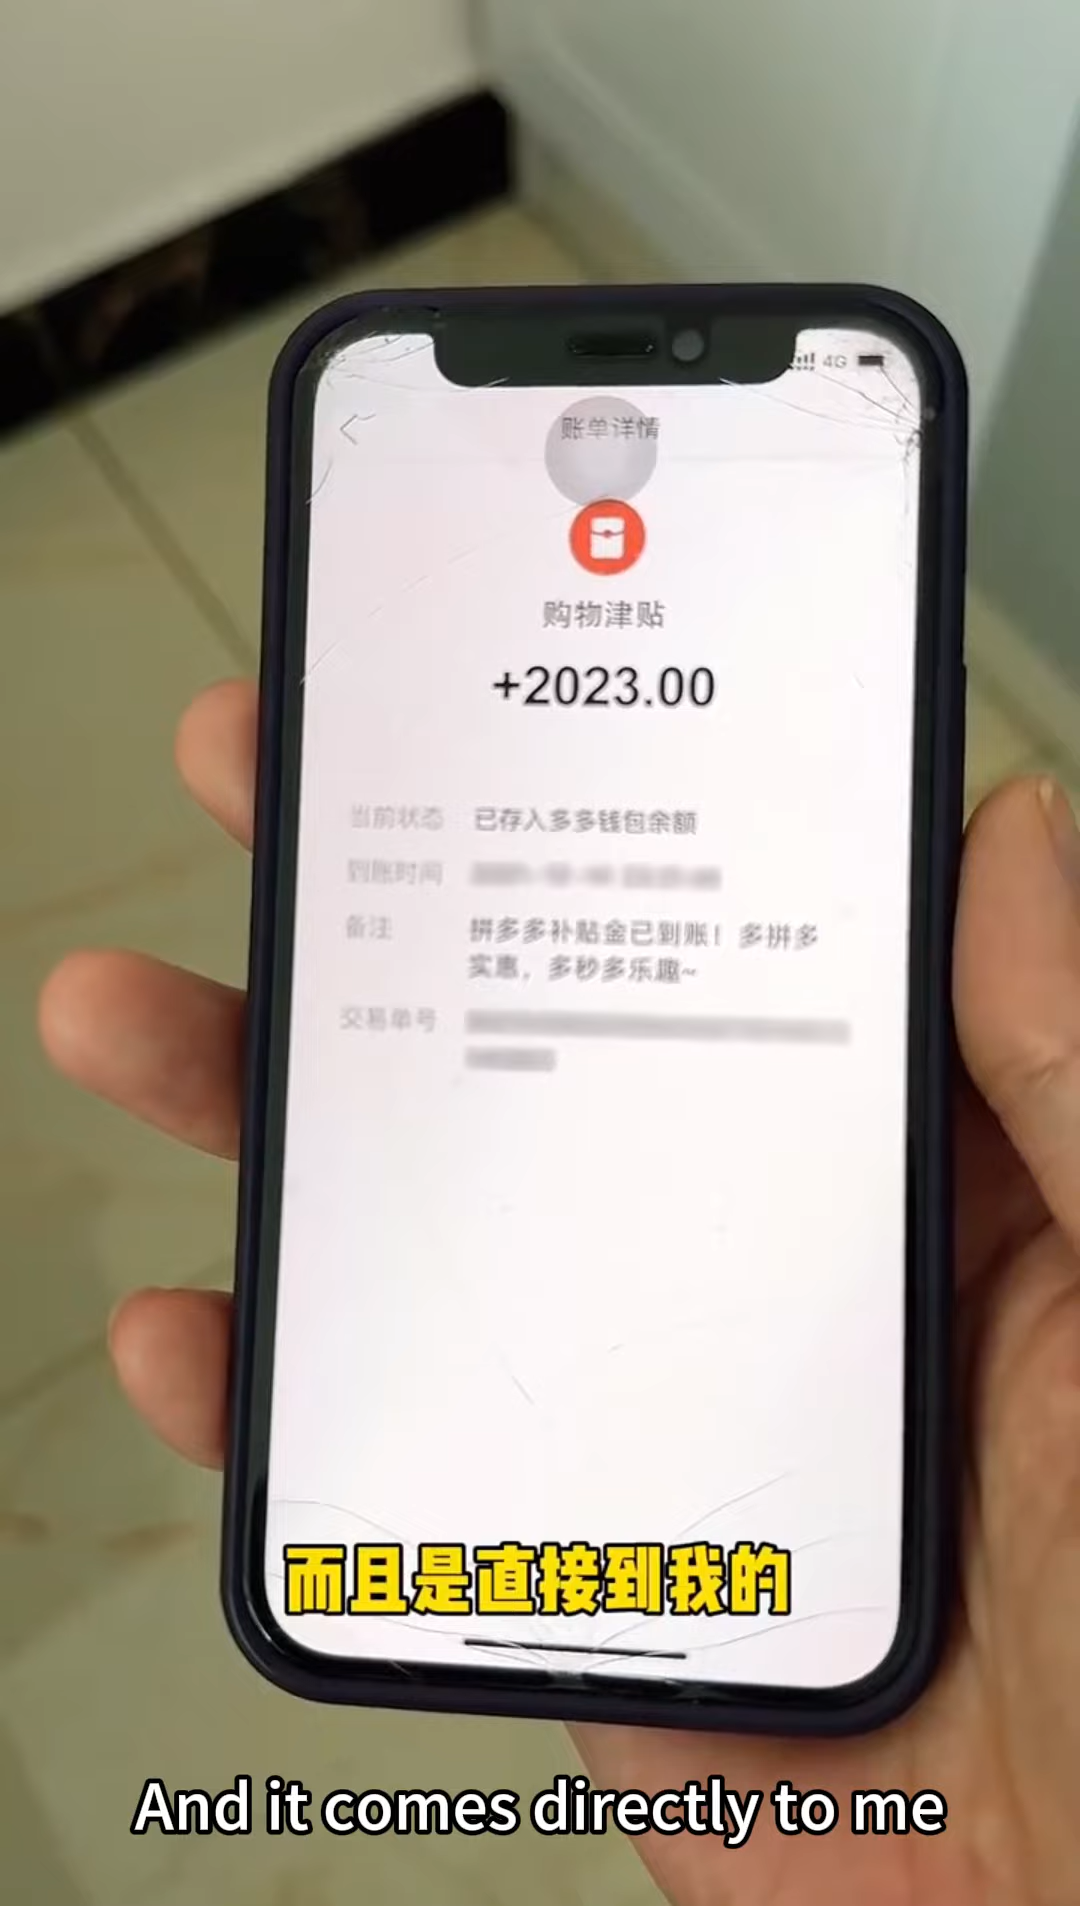 4G
账单详情
购物津贴
+2023.00
当前状态 已存入多多钱包余额
到账时间
备注 拼多多补贴金已到账！多拼多
实惠，多秒多乐趣~
交易单号
而且是直接到我的
And it comes directly to me